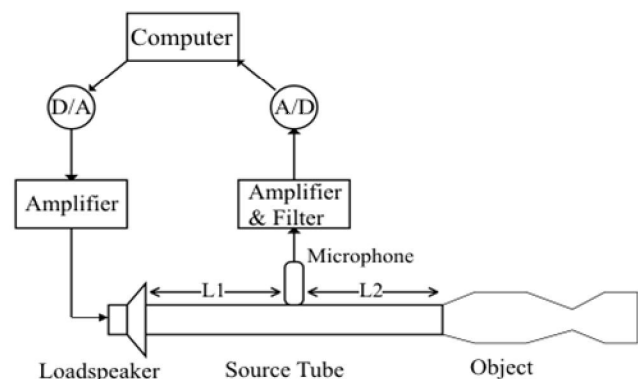 Computer
D/A
A/D
Amplifier
Amplifier
& Filter
Microphone
L1
L2
Loadspeaker
Source Tube
Object